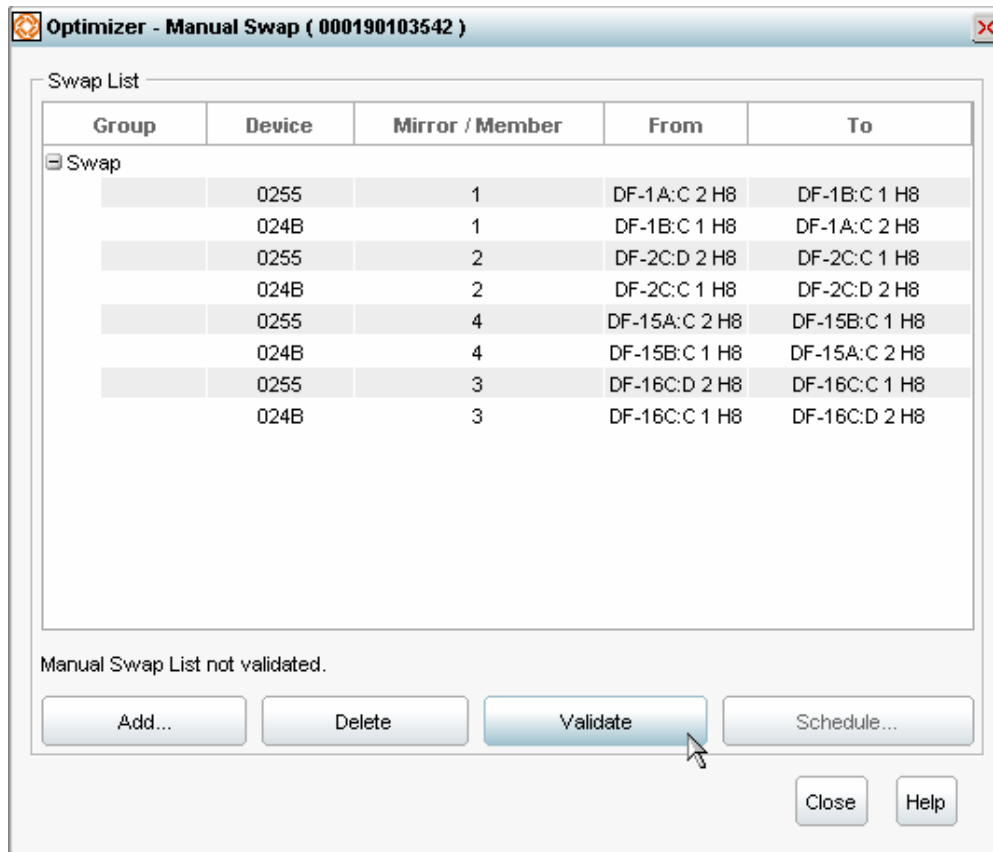 Optimizer - Manual Swap ( 000190103542 )
Swap List
Group Device Mirror / Member From To
Swap
0255 1 DF-1A:C 2 H8 DF-1B:C 1 H8
024B 1 DF-1B:C 1 H8 DF-1A:C 2 H8
0255 2 DF-2C:D 2 H8 DF-2C:C 1 H8
024B 2 DF-2C:C 1 H8 DF-2C:D 2 H8
0255 4 DF-15A:C 2 H8 DF-15B:C 1 H8
024B 4 DF-15B:C 1 H8 DF-15A:C 2 H8
0255 3 DF-16C:D 2 H8 DF-16C:C 1 H8
024B 3 DF-16C:C 1 H8 DF-16C:D 2 H8
Manual Swap List not validated.
Add... Delete Validate Schedule...
Close Help